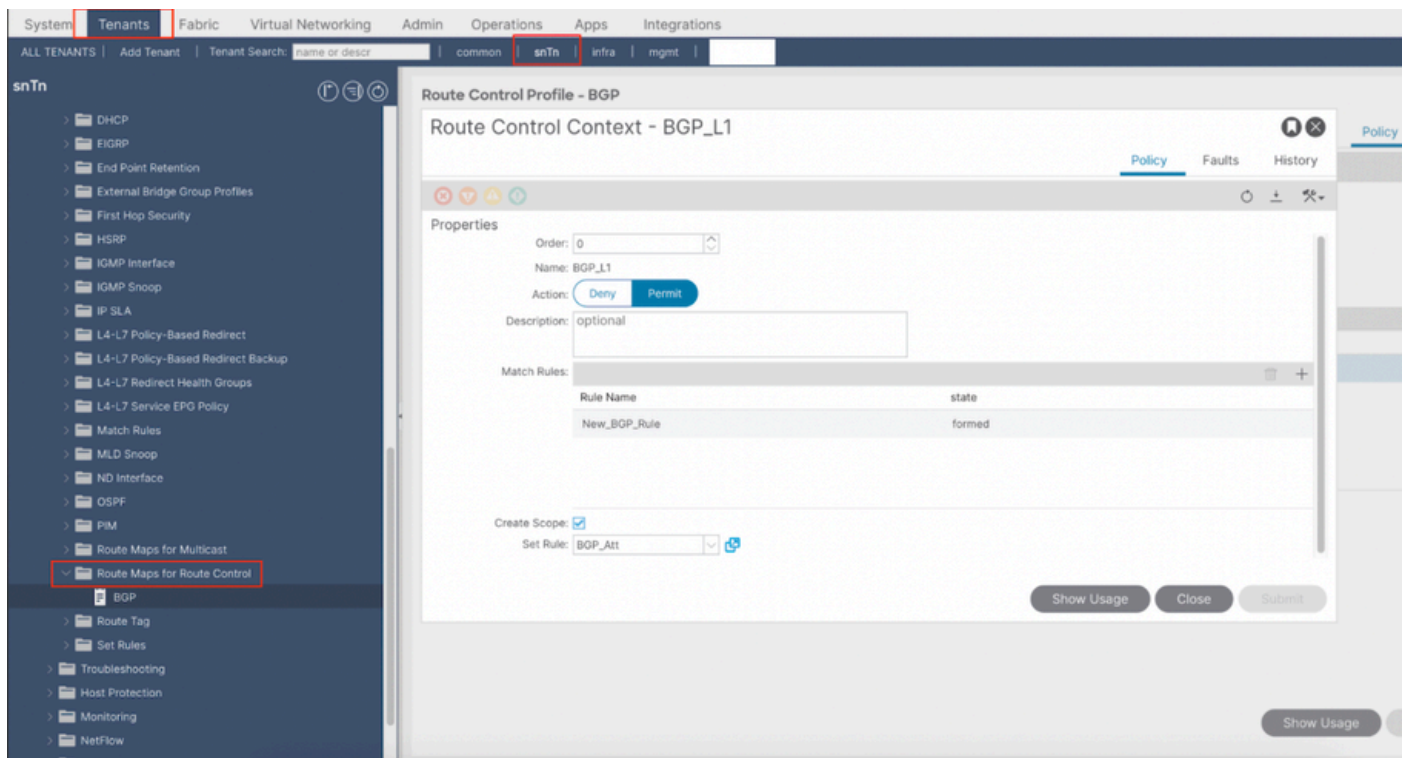 System Tenants Fabric Virtual Networking Admin Operations Apps Integrations
ALL TENANTS | Add Tenant | Tenant Search: name or descr | common | snTn | infra | mgmt |
snTn
DHCP
EIGRP
End Point Retention
External Bridge Group Profiles
First Hop Security
HSRP
IGMP Interface
IGMP Snoop
IP SLA
L4-L7 Policy-Based Redirect
L4-L7 Policy-Based Redirect Backup
L4-L7 Redirect Health Groups
L4-L7 Service EPG Policy
Match Rules
MLD Snoop
ND Interface
OSPF
PIM
Route Maps for Multicast
Route Maps for Route Control
BGP
Route Tag
Set Rules
Troubleshooting
Host Protection
Monitoring
NetFlow
Route Control Profile - BGP
Route Control Context - BGP_L1
Policy
Policy Faults History
Properties
Order: 0
Name: BGP_L1
Action: Deny Permit
Description: optional
Match Rules:
Rule Name state
New_BGP_Rule formed
Create Scope:
Set Rule: BGP_Att
Show Usage Close Submit
Show Usage